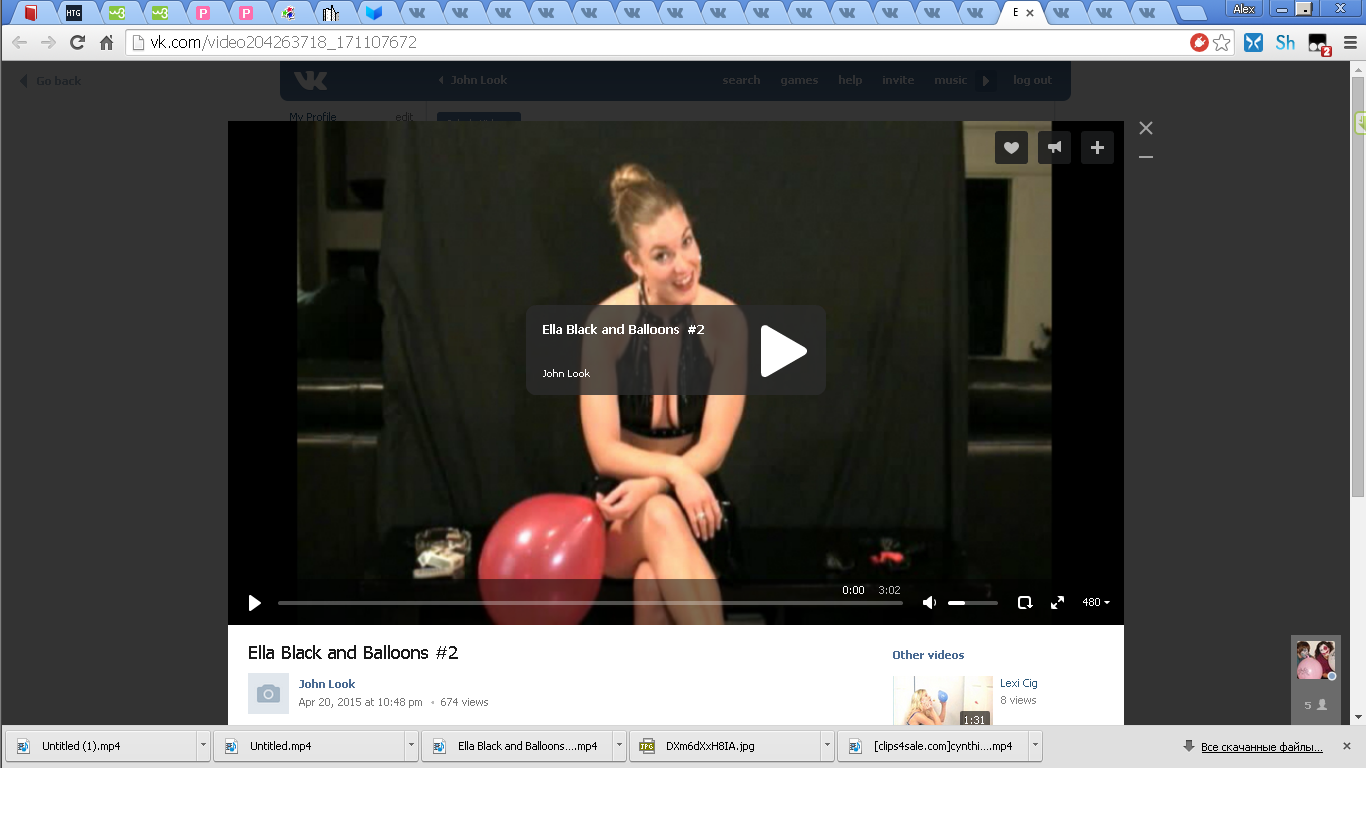 HTG
Alex
E
vk.com/video204263718_171107672
Sh
2
Go back
John Look
search
games
help
invite
music
log out
My Profile
edit
Ella Black and Balloons #2
John Look
0:00
3:02
480
Ella Black and Balloons #2
Other videos
John Look
Lexi Cig
Apr 20, 2015 at 10:48 pm • 674 views
8 views
1:31
5
Untitled (1).mp4
Untitled.mp4
Ella Black and Balloons....mp4
DXm6dXxH8IA.jpg
[clips4sale.com]cynthi....mp4
Все скачанные файлы...